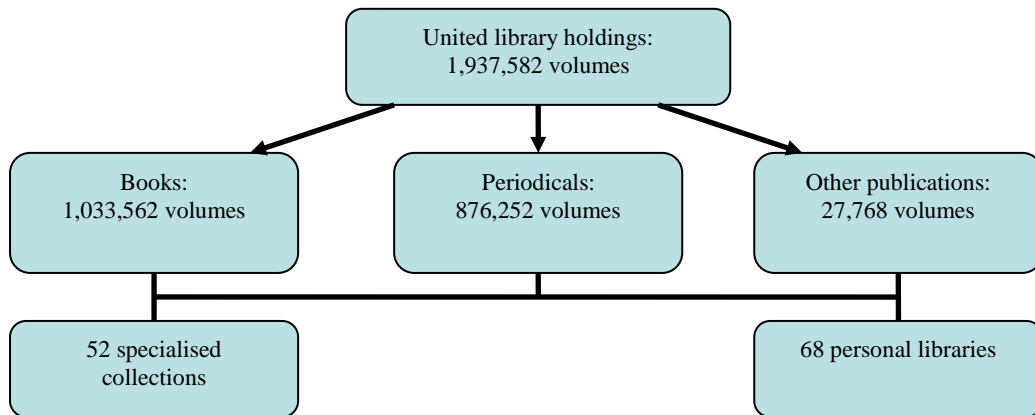 United library holdings:
1,937,582 volumes
Books:
1,033,562 volumes
Periodicals:
876,252 volumes
Other publications:
27,768 volumes
52 specialised
collections
68 personal libraries